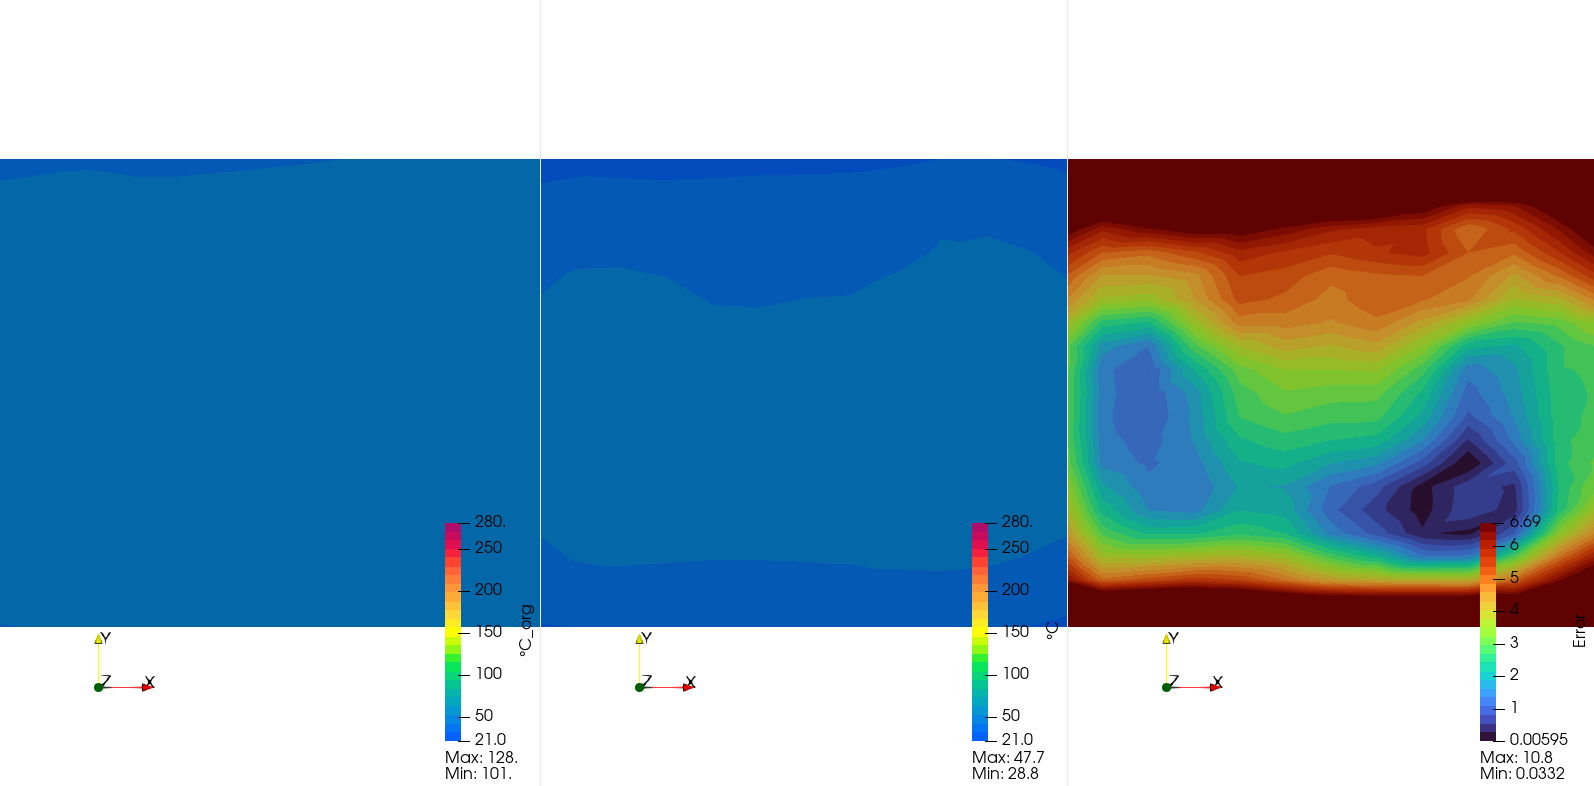 280.
250
200
150
100
50
21.0
°C_org
Max: 128.
Min: 101.
Y
Z
X
280.
250
200
150
100
50
21.0
°C
Max: 47.7
Min: 28.8
Y
Z
X
6.69
6
5
4
3
2
1
0.00595
Error
Max: 10.8
Min: 0.0332
Y
Z
X